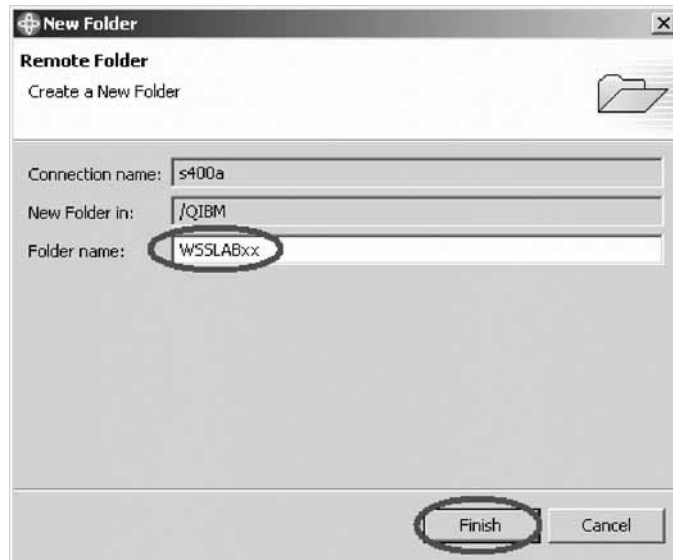 New Folder
Remote Folder
Create a New Folder
Connection name: s400a
New Folder in: /QIBM
Folder name: WSSLABxx
Finish Cancel